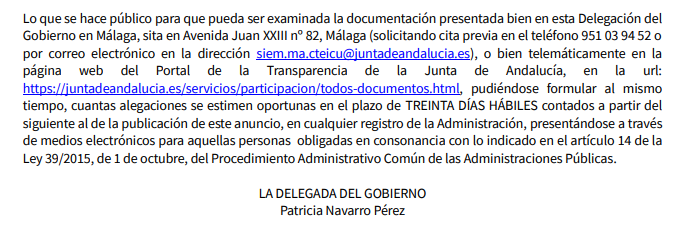 Lo que se hace público para que pueda ser examinada la documentación presentada bien en esta Delegación del
Gobierno en Málaga, sita en Avenida Juan XXIII nº 82, Málaga (solicitando cita previa en el teléfono 951 03 94 52 o
por correo electrónico en la dirección siem.ma.cteicu@juntadeandalucia.es), o bien telemáticamente en la
página web del Portal de la Transparencia de la Junta de Andalucía, en la url:
https://juntadeandalucia.es/servicios/participacion/todos-documentos.html, pudiéndose formular al mismo
tiempo, cuantas alegaciones se estimen oportunas en el plazo de TREINTA DÍAS HÁBILES contados a partir del
siguiente al de la publicación de este anuncio, en cualquier registro de la Administración, presentándose a través
de medios electrónicos para aquellas personas obligadas en consonancia con lo indicado en el artículo 14 de la
Ley 39/2015, de 1 de octubre, del Procedimiento Administrativo Común de las Administraciones Públicas.
LA DELEGADA DEL GOBIERNO
Patricia Navarro Pérez